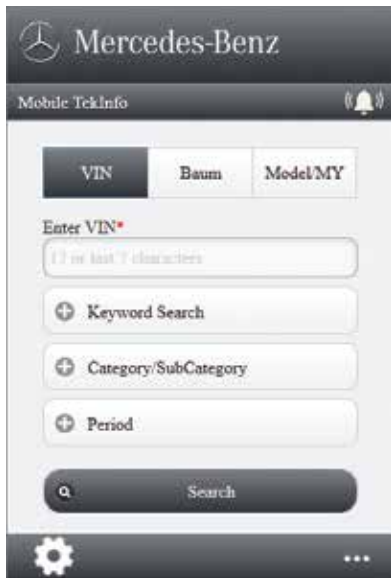 Mercedes-Benz
Mobile TekInfo
VIN Baum Model/MY
Enter VIN*
17 or last 7 characters
Keyword Search
Category/SubCategory
Period
Search